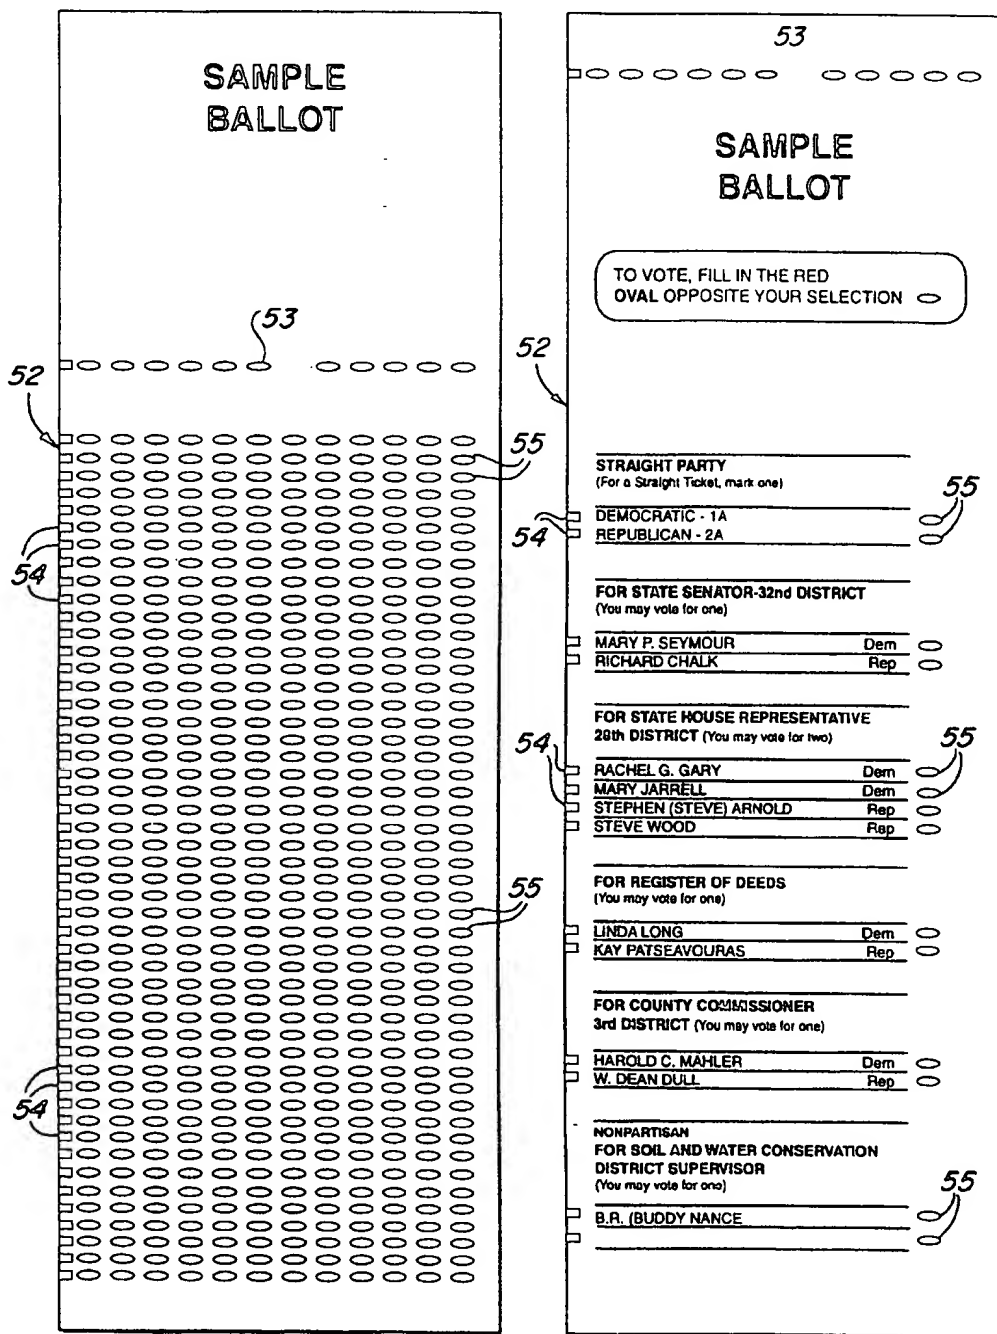 SAMPLE
BALLOT
53
52
55
54
55
54
53
SAMPLE
BALLOT
TO VOTE, FILL IN THE RED
OVAL OPPOSITE YOUR SELECTION
52
STRAIGHT PARTY
(For a Straight Ticket, mark one)
55
54
DEMOCRATIC - 1A
REPUBLICAN - 2A
FOR STATE SENATOR-32nd DISTRICT
(You may vote for one)
MARY P. SEYMOUR Dem
RICHARD CHALK Rep
FOR STATE HOUSE REPRESENTATIVE
28th DISTRICT (You may vote for two)
54
55
RACHEL G. GARY Dem
MARY JARRELL Dem
STEPHEN (STEVE) ARNOLD Rep
STEVE WOOD Rep
FOR REGISTER OF DEEDS
(You may vote for one)
LINDA LONG Dem
KAY PATSEAVOURAS Rep
FOR COUNTY COMMISSIONER
3rd DISTRICT (You may vote for one)
HAROLD C. MAHLER Dem
W. DEAN DULL Rep
NONPARTISAN
FOR SOIL AND WATER CONSERVATION
DISTRICT SUPERVISOR
(You may vote for one)
55
B.R. (BUDDY NANCE